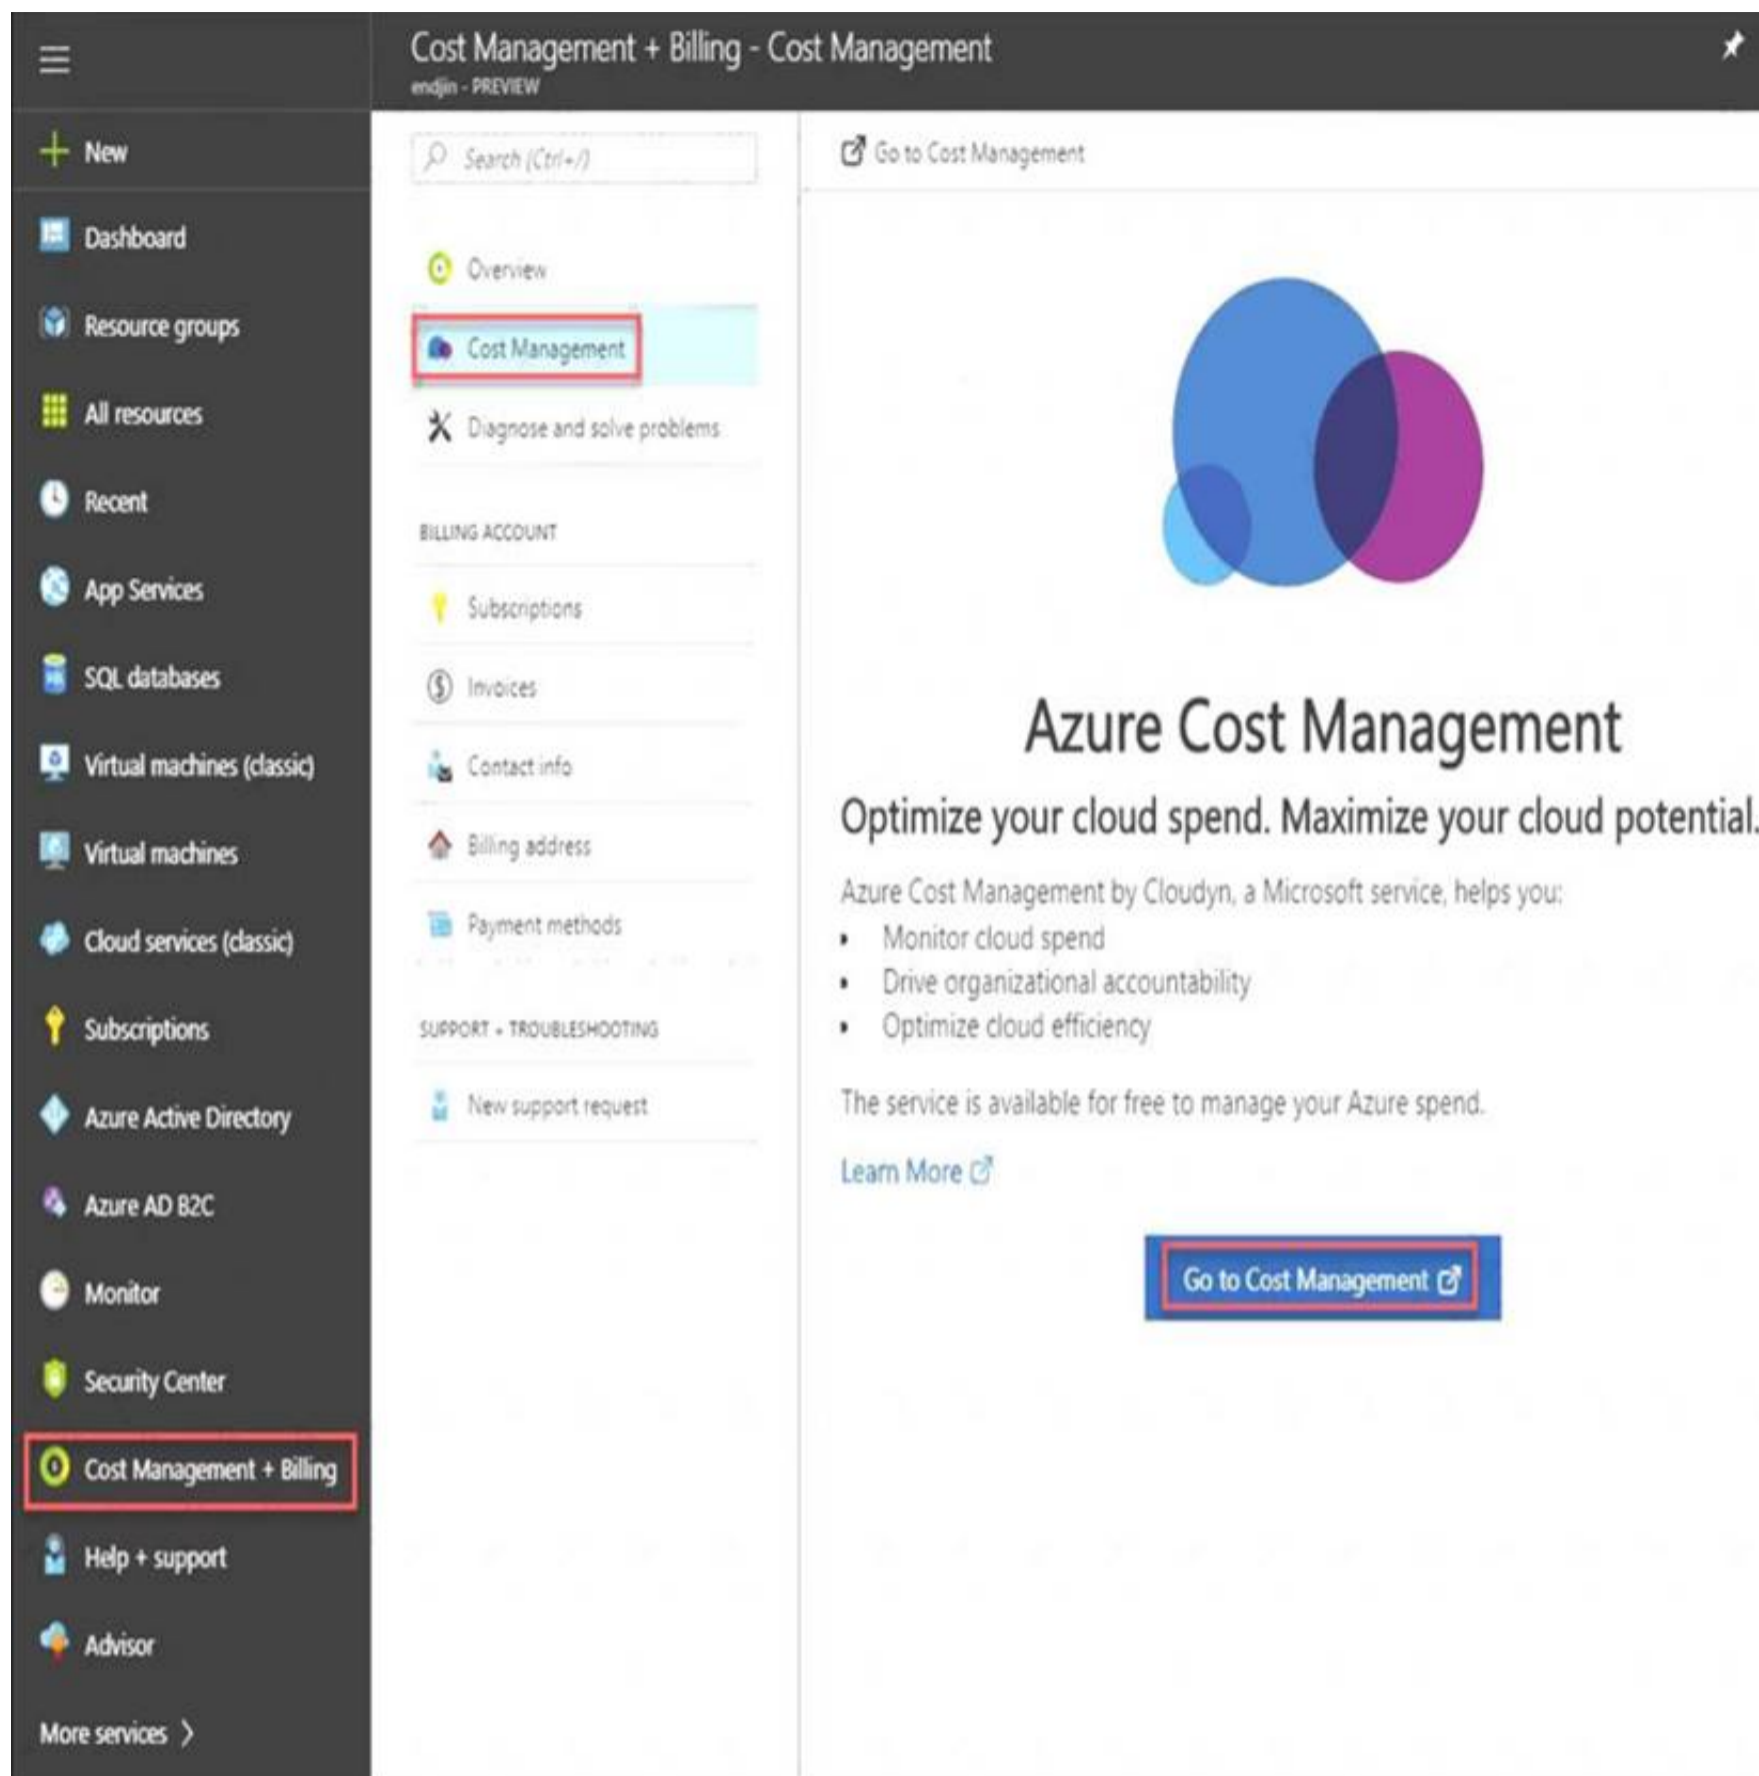 Cost Management + Billing - Cost Management
endjin - PREVIEW
New
Dashboard
Resource groups
All resources
Recent
App Services
SQL databases
Virtual machines (classic)
Virtual machines
Cloud services (classic)
Subscriptions
Azure Active Directory
Azure AD B2C
Monitor
Security Center
Cost Management + Billing
Help + support
Advisor
More services >
Search (Ctrl+/)
Overview
Cost Management
Diagnose and solve problems
BILLING ACCOUNT
Subscriptions
Invoices
Contact info
Billing address
Payment methods
SUPPORT + TROUBLESHOOTING
New support request
Go to Cost Management
Azure Cost Management
Optimize your cloud spend. Maximize your cloud potential.
Azure Cost Management by Cloudyn, a Microsoft service, helps you:
• Monitor cloud spend
• Drive organizational accountability
• Optimize cloud efficiency
The service is available for free to manage your Azure spend.
Learn More
Go to Cost Management